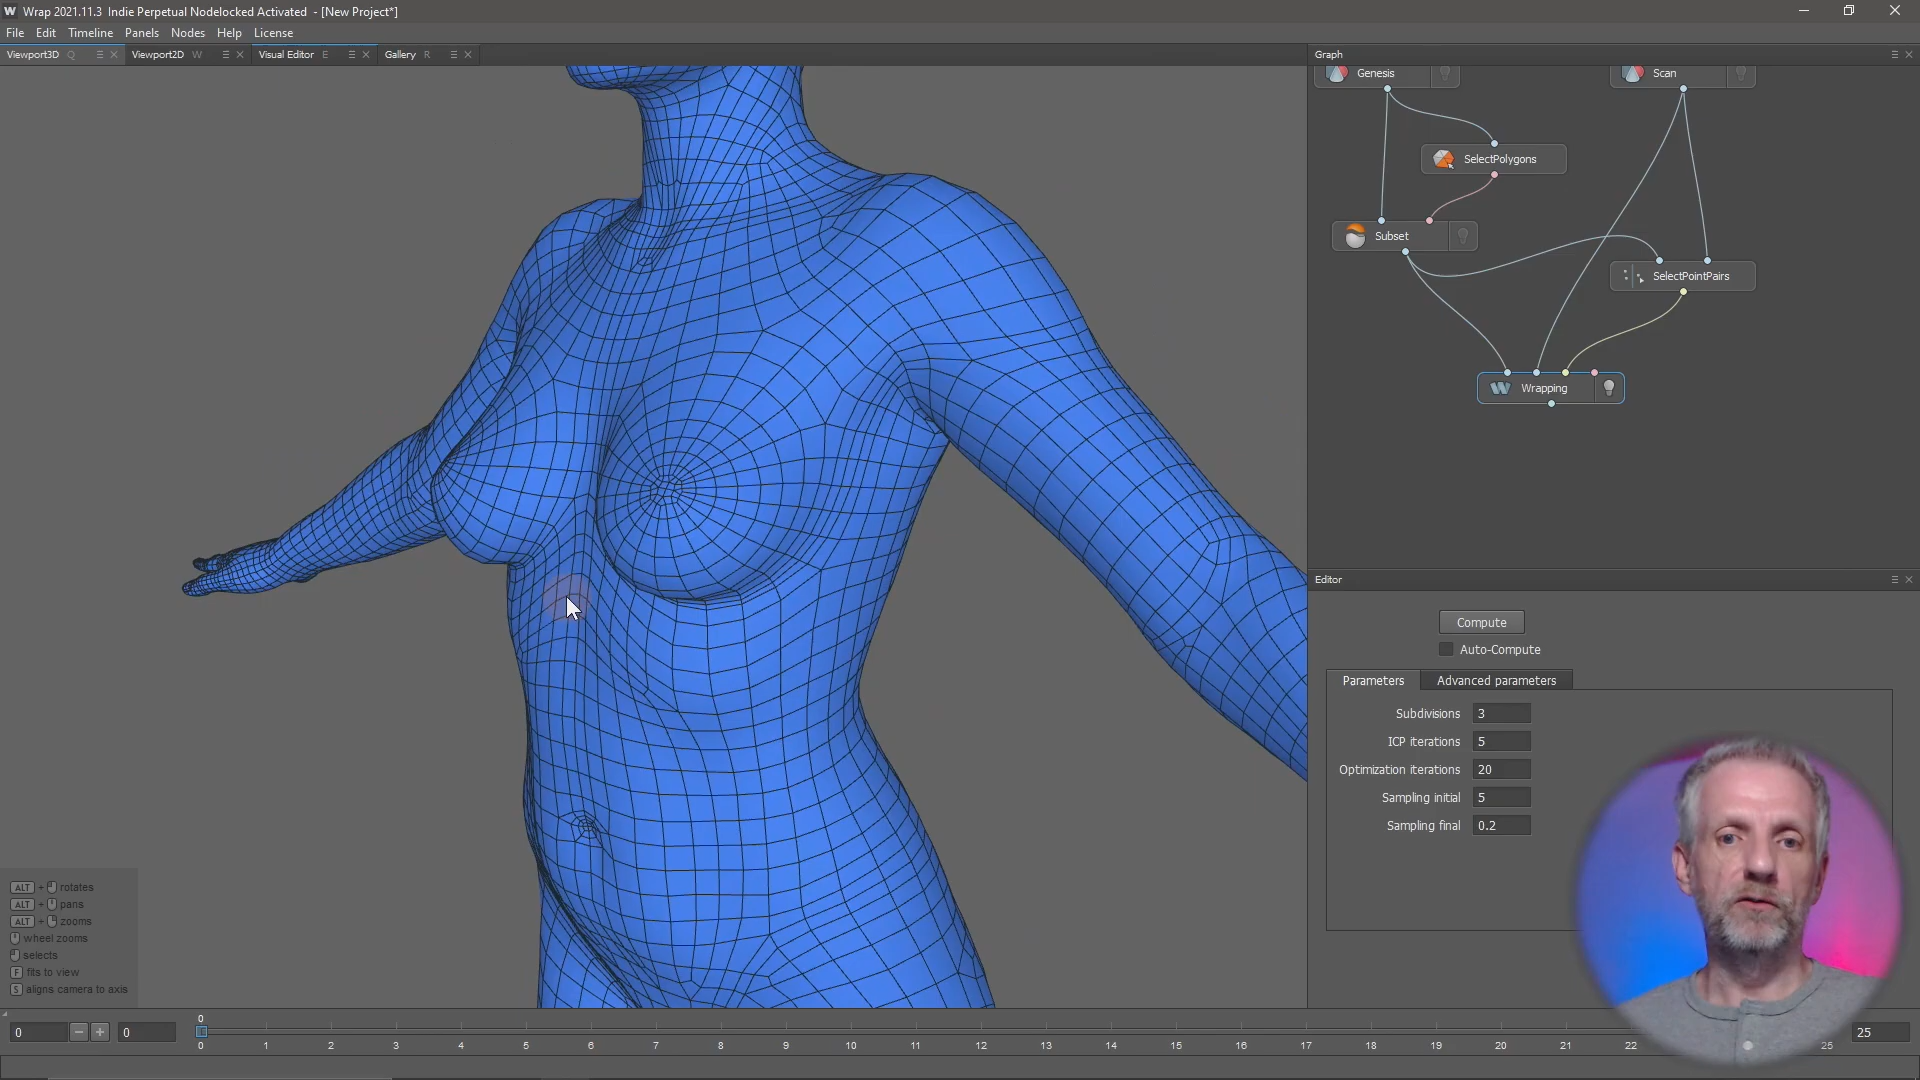 W Wrap 2021.11.3 Indie Perpetual Nodelocked Activated - [New Project*]
File Edit Timeline Panels Nodes Help License
Viewport3D Q Viewport2D W Visual Editor E Gallery R Graph
Genesis Scan
SelectPolygons
Subset
SelectPointPairs
Wrapping
Editor
Compute
Auto-Compute
Parameters Advanced parameters
Subdivisions 3
ICP iterations 5
Optimization iterations 20
Sampling initial 5
Sampling final 0.2
ALT + rotates
ALT + pans
ALT + zooms
wheel zooms
selects
F fits to view
S aligns camera to axis
0
0 0 25
0 1 2 3 4 5 6 7 8 9 10 11 12 13 14 15 16 17 18 19 20 21 22 25